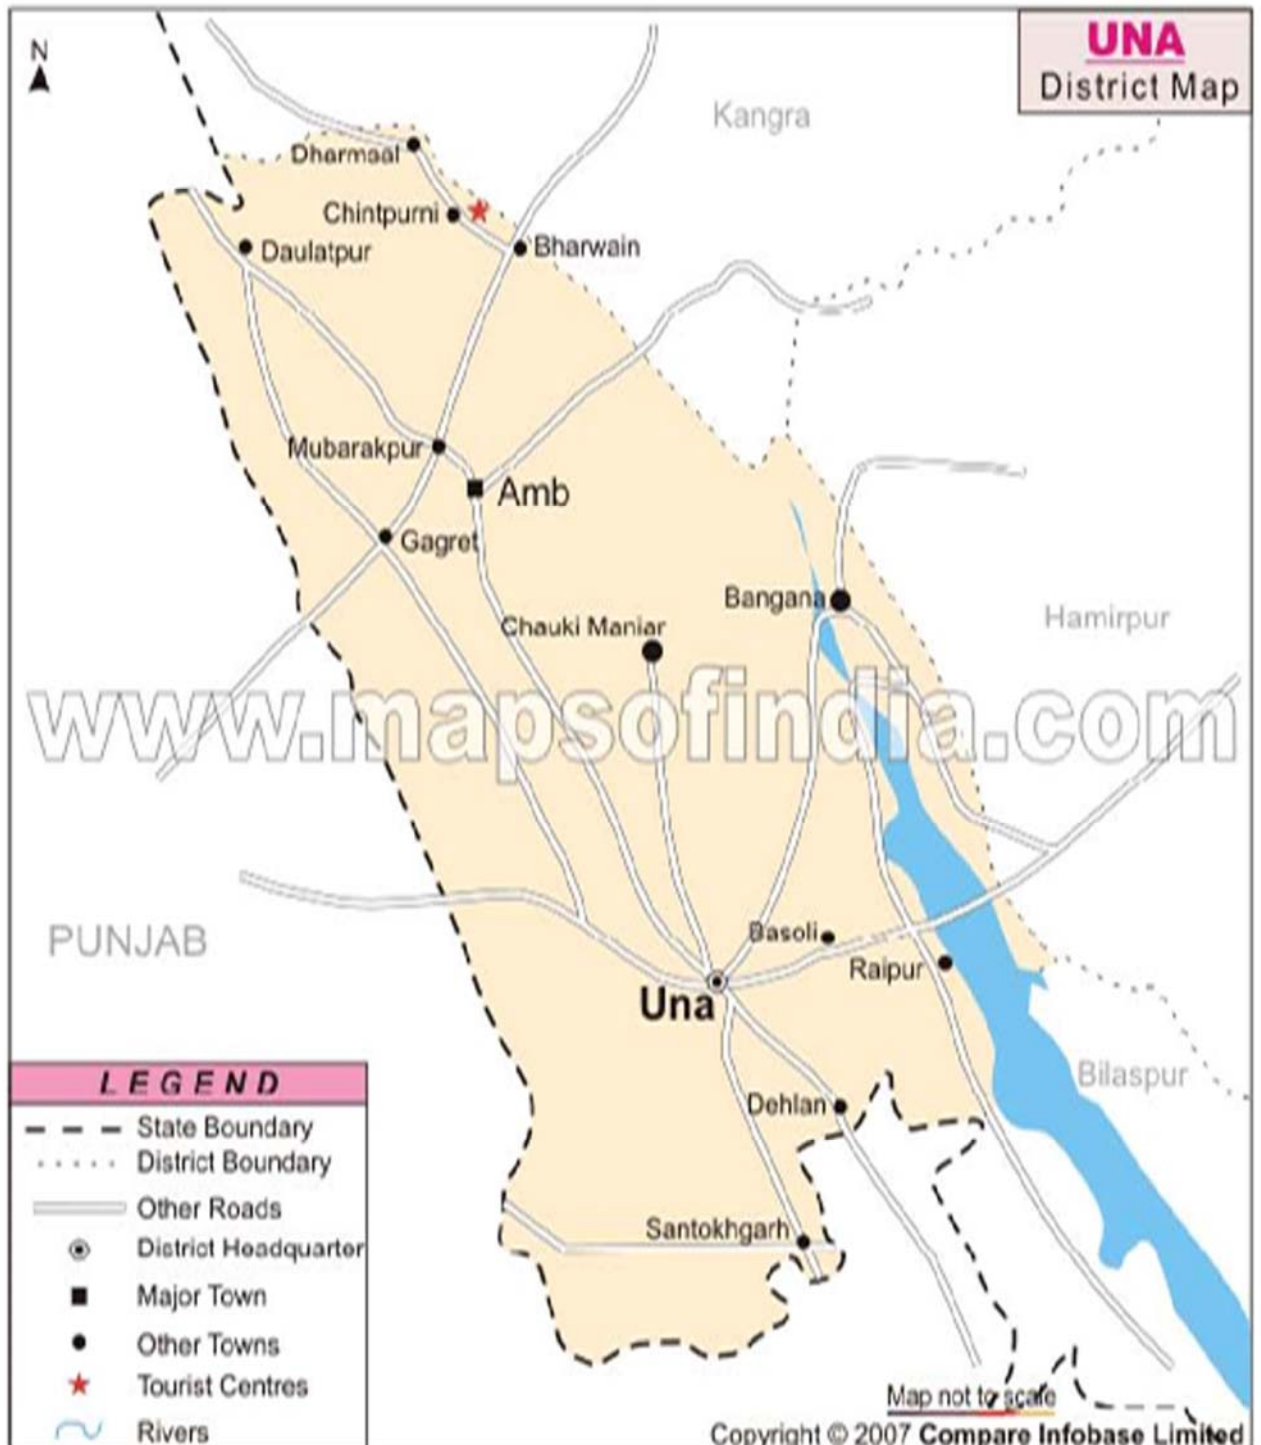 UNA
District Map
N
Kangra
Dharmsal
Chintpurni
Daulatpur
Bharwain
Mubarakpur
Amb
Gagret
Bangana
Chauki Maniar
Hamirpur
www.mapsofindia.com
PUNJAB
Basoli
Raipur
Una
Bilaspur
Dehlan
Santokhgarh
LEGEND
State Boundary
District Boundary
Other Roads
District Headquarter
Major Town
Other Towns
Tourist Centres
Rivers
Map not to scale
Copyright © 2007 Compare Infobase Limited